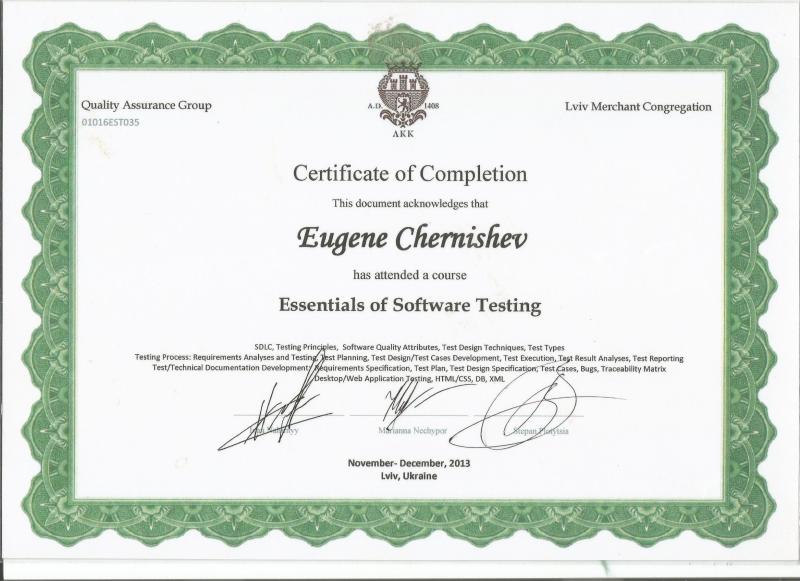 Quality Assurance Group
Lviv Merchant Congregation
01016EST035
A.D. 1408
ΛΚΚ
Certificate of Completion
This document acknowledges that
Eugene Chernishev
has attended a course
Essentials of Software Testing
SDLC, Testing Principles, Software Quality Attributes, Test Design Techniques, Test Types
Testing Process: Requirements Analyses and Testing, Test Planning, Test Design/Test Cases Development, Test Execution, Test Result Analyses, Test Reporting
Test/Technical Documentation Development: Requirements Specification, Test Plan, Test Design Specification, Test Cases, Bugs, Traceability Matrix
Desktop/Web Application Testing, HTML/CSS, DB, XML
Marianna Nechypor
Stepan
November- December, 2013
Lviv, Ukraine